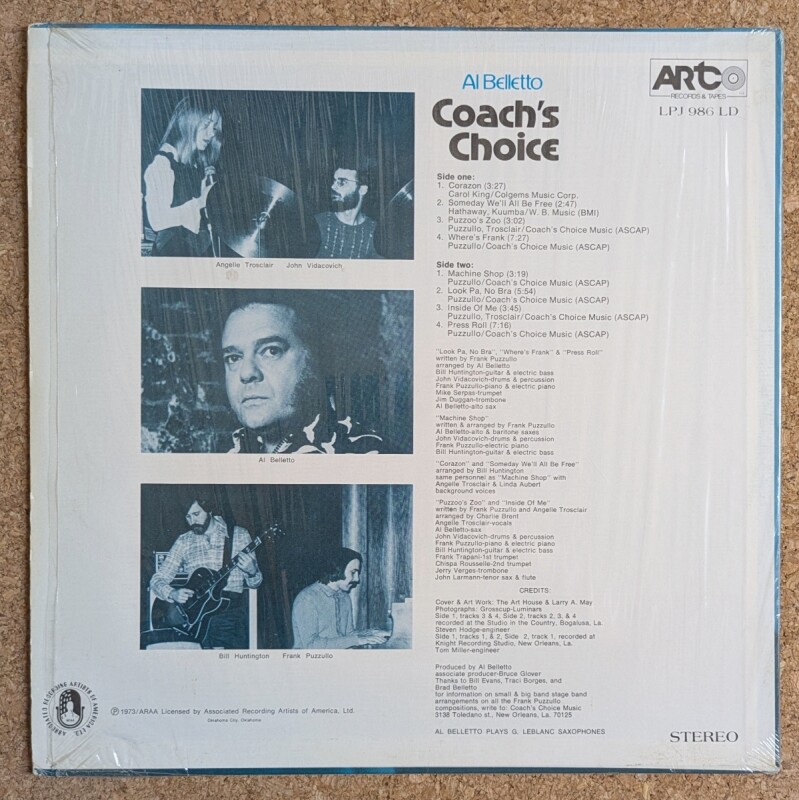 Al Belletto
Coach's
Choice
ARCO
RECORDS & TAPES
LPJ 986 LD
Side one:
1. Corazon (3:27)
Carol King/Colgems Music Corp.
2. Someday We'll All Be Free (2:47)
Hathaway, Kuumba/W. B. Music (BMI)
3. Puzzoo's Zoo (3:02)
Puzzullo, Trosclair/Coach's Choice Music (ASCAP)
4. Where's Frank (7:27)
Puzzullo/Coach's Choice Music (ASCAP)
Side two:
1. Machine Shop (3:19)
Puzzullo/Coach's Choice Music (ASCAP)
2. Look Pa, No Bra (5:54)
Puzzullo/Coach's Choice Music (ASCAP)
3. Inside Of Me (3:45)
Puzzullo, Trosclair/Coach's Choice Music (ASCAP)
4. Press Roll (7:16)
Puzzullo/Coach's Choice Music (ASCAP)
"Look Pa, No Bra", "Where's Frank" & "Press Roll"
written by Frank Puzzullo
arranged by Al Belletto
Bill Huntington-guitar & electric bass
John Vidacovich-drums & percussion
Frank Puzzullo-piano & electric piano
Mike Serpas-trumpet
Jim Duggan-trombone
Al Belletto-alto sax
"Machine Shop"
written & arranged by Frank Puzzullo
Al Belletto-alto & baritone saxes
John Vidacovich-drums & percussion
Frank Puzzullo-electric piano
Bill Huntington-guitar & electric bass
"Corazon" and "Someday We'll All Be Free"
arranged by Bill Huntington
same personnel as "Machine Shop" with
Angelle Trosclair & Linda Aubert
background voices
"Puzzoo's Zoo" and "Inside Of Me"
written by Frank Puzzullo and Angelle Trosclair
arranged by Charlie Brent
Angelle Trosclair-vocals
Al Belletto-sax
John Vidacovich-drums & percussion
Frank Puzzullo-piano & electric piano
Bill Huntington-guitar & electric bass
Frank Trapani-1st trumpet
Chispa Rousselle-2nd trumpet
Jerry Verges-trombone
John Larmann-tenor sax & flute
CREDITS:
Cover & Art Work; The Art House & Larry A. May
Photographs: Grosscup-Luminars
Side 1, tracks 3 & 4, Side 2, tracks 2, 3, & 4
recorded at the Studio in the Country, Bogalusa, La.
Steven Hodge-engineer
Side 1, tracks 1, & 2, Side 2, track 1, recorded at
Knight Recording Studio, New Orleans, La.
Tom Miller-engineer
Produced by Al Belletto
associate producer-Bruce Glover
Thanks to Bill Evans, Traci Borges, and
Brad Belletto
for information on small & big band stage band
arrangements on all the Frank Puzzullo
compositions, write to: Coach's Choice Music
3138 Toledano st., New Orleans, La. 70125
AL BELLETTO PLAYS G. LEBLANC SAXOPHONES
STEREO
Angelle Trosclair John Vidacovich
Al Belletto
Bill Huntington Frank Puzzullo
ASSOCIATED RECORDING ARTISTS OF AMERICA, LTD.
℗1973/ARAA Licensed by Associated Recording Artists of America, Ltd.
Oklahoma City, Oklahoma